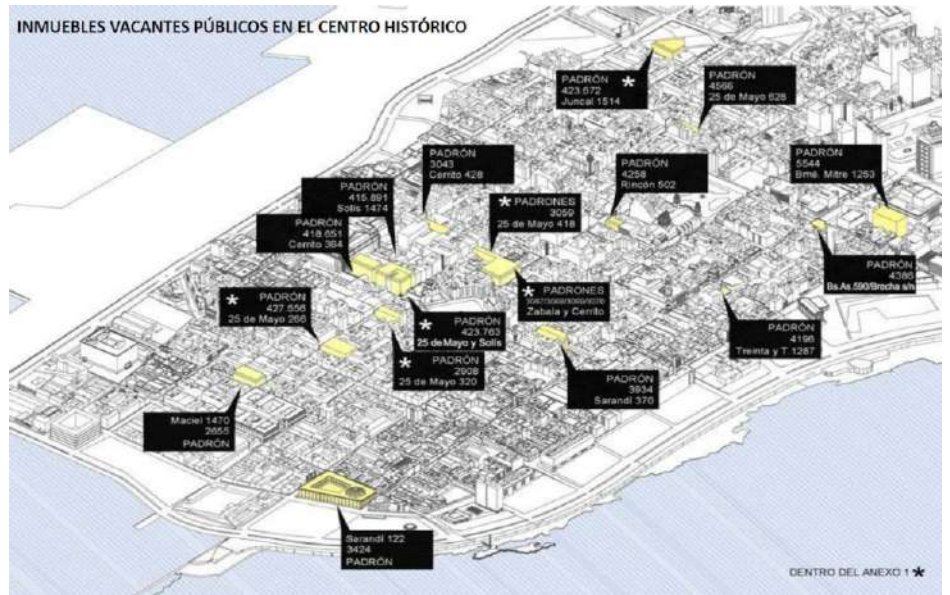 INMUEBLES VACANTES PÚBLICOS EN EL CENTRO HISTÓRICO
PADRÓN *
423.672
Juncal 1514
PADRÓN
4566
25 de Mayo 628
PADRÓN
3043
Cerrito 428
PADRÓN
4258
Rincón 502
PADRÓN
5544
Bmé. Mitre 1253
PADRÓN
415.891
Solís 1474
* PADRONES
3059
25 de Mayo 418
PADRÓN
418.651
Cerrito 364
PADRÓN
4386
Bs.As.590/Brecha s/n
* PADRONES
Zabala y Cerrito
* PADRÓN
427.656
25 de Mayo 266
* PADRÓN
423.763
25 de Mayo y Solís
PADRÓN
4196
Treinta y T. 1287
* PADRÓN
2908
25 de Mayo 320
PADRÓN
3934
Sarandí 370
Maciel 1470
2655
PADRÓN
Sarandí 122
3424
PADRÓN
DENTRO DEL ANEXO 1 *